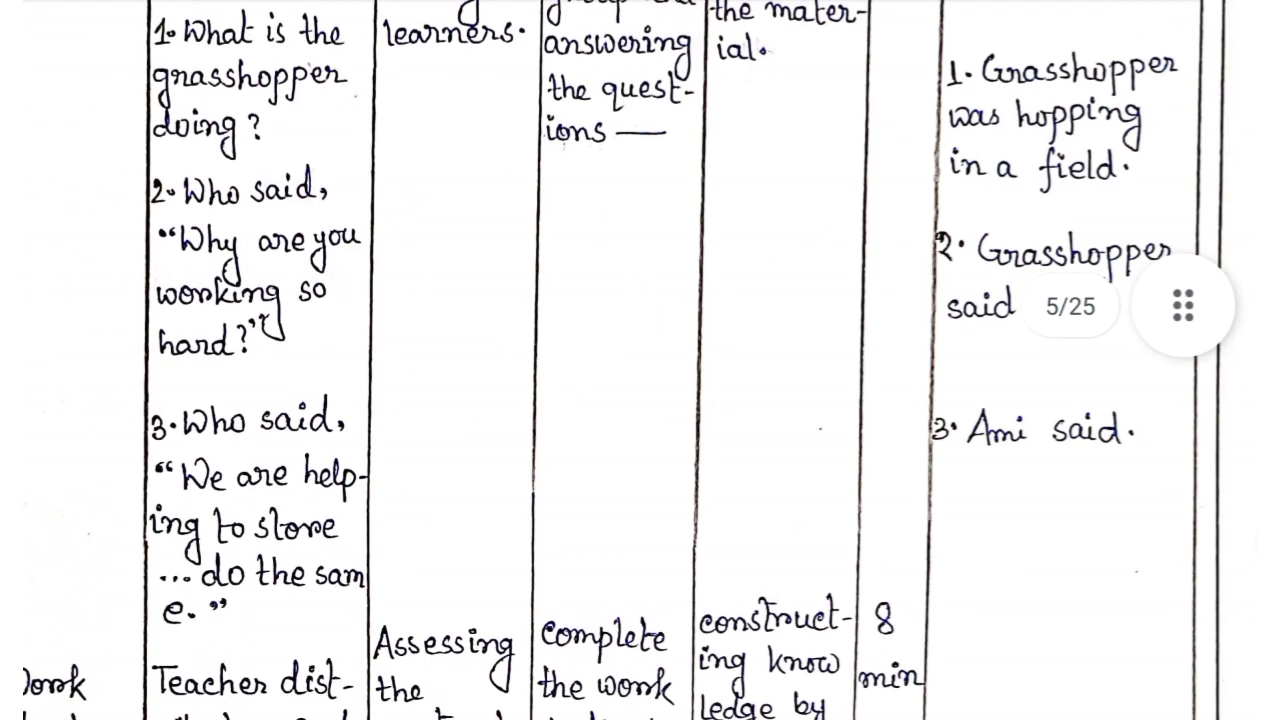 1. What is the
grasshopper
doing?
2. Who said,
"Why are you
working so
hard?"
3. Who said,
"We are help-
ing to store
... do the sam
e."
Teacher dist-
learners.
Assessing
the
answering
the quest-
ions —
complete
the work
the mater-
ial.
construct-
ing know
ledge by
8
min
1. Grasshopper
was hopping
in a field.
2. Grasshopper
said
3. Ami said.
5/25